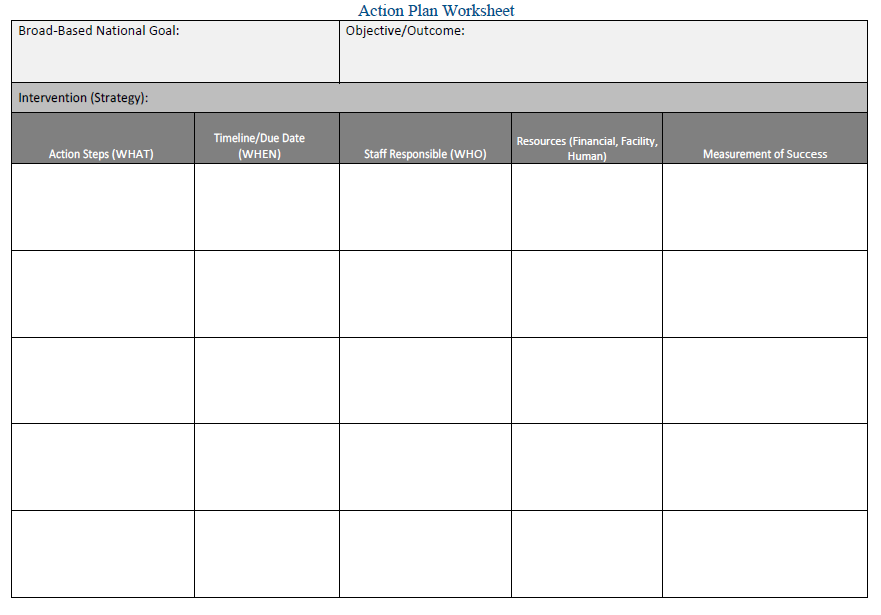 Action Plan Worksheet
Broad-Based National Goal:
Objective/Outcome:
Intervention (Strategy):
Action Steps (WHAT)
Timeline/Due Date
(WHEN)
Staff Responsible (WHO)
Resources (Financial, Facility,
Human)
Measurement of Success